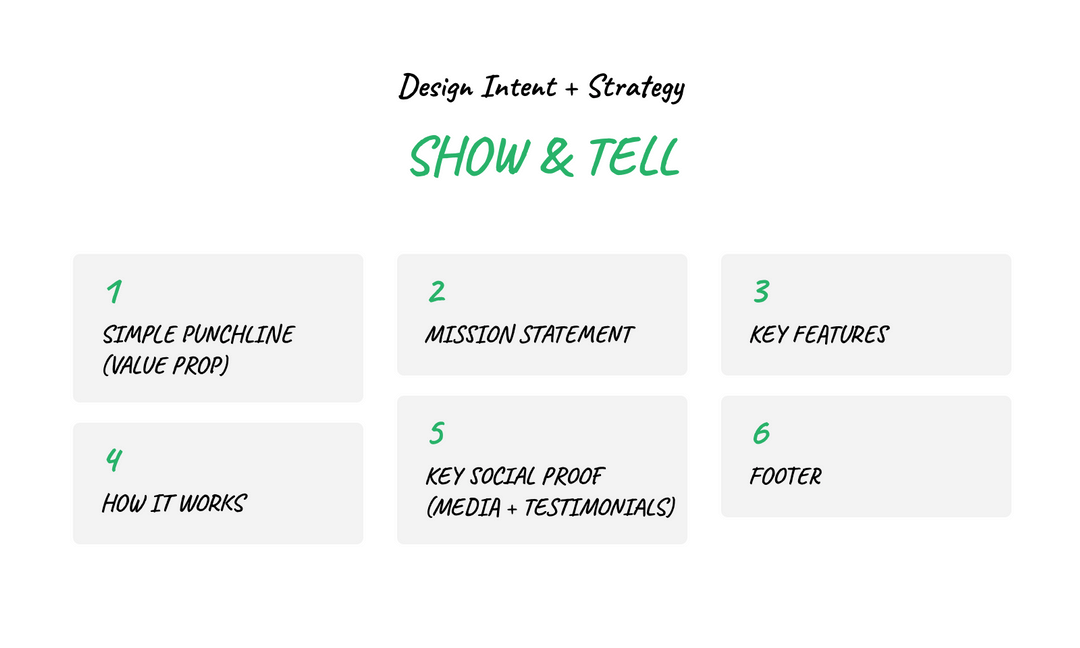 Design Intent + Strategy
SHOW & TELL
1
SIMPLE PUNCHLINE
(VALUE PROP)
2
MISSION STATEMENT
3
KEY FEATURES
4
HOW IT WORKS
5
KEY SOCIAL PROOF
(MEDIA + TESTIMONIALS)
6
FOOTER